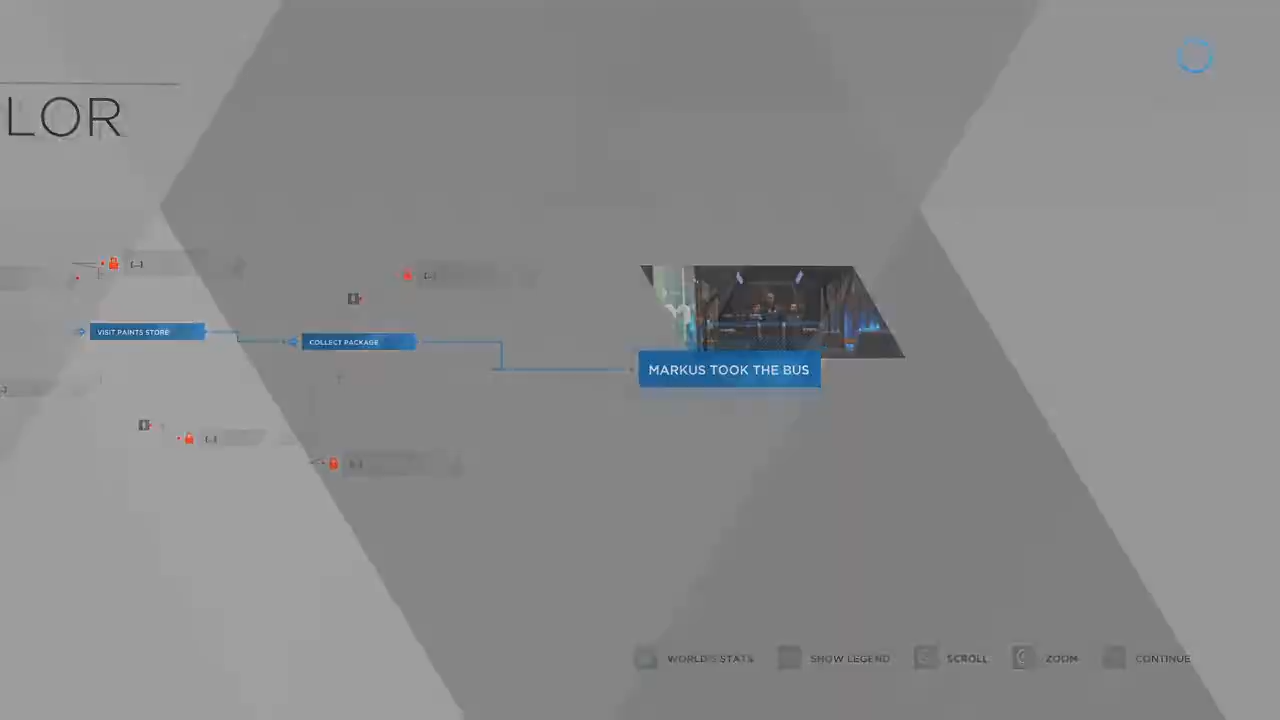 LOR
VISIT PAINTS STORE
COLLECT PACKAGE
MARKUS TOOK THE BUS
WORLD STATS
SHOW LEGEND
SCROLL
ZOOM
CONTINUE